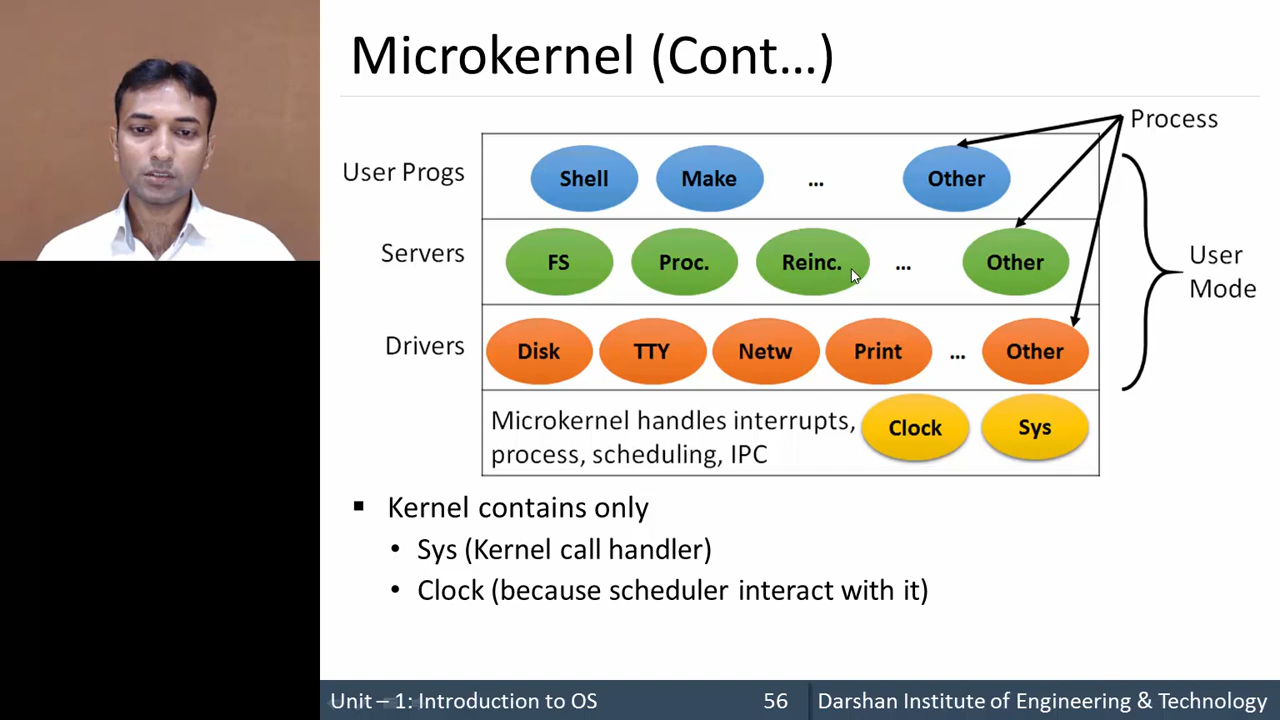 Microkernel (Cont...)
Process
User Progs
Shell
Make
...
Other
Servers
FS
Proc.
Reinc.
...
Other
User
Mode
Drivers
Disk
TTY
Netw
Print
...
Other
Microkernel handles interrupts,
process, scheduling, IPC
Clock
Sys
▪ Kernel contains only
• Sys (Kernel call handler)
• Clock (because scheduler interact with it)
Unit – 1: Introduction to OS
56
Darshan Institute of Engineering & Technology